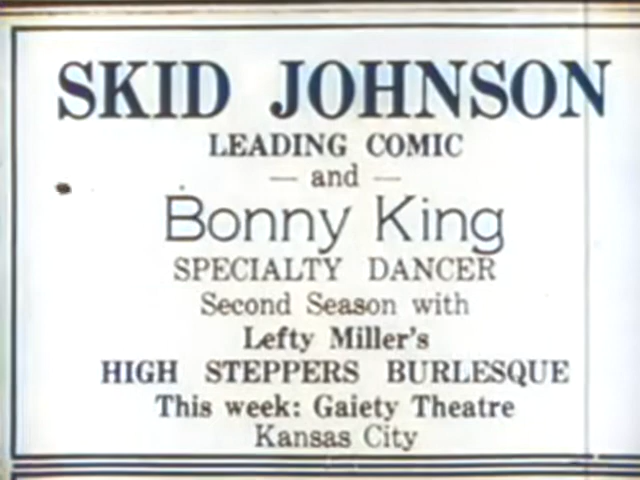 SKID JOHNSON
LEADING COMIC
— and —
Bonny King
SPECIALTY DANCER
Second Season with
Lefty Miller's
HIGH STEPPERS BURLESQUE
This week: Gaiety Theatre
Kansas City